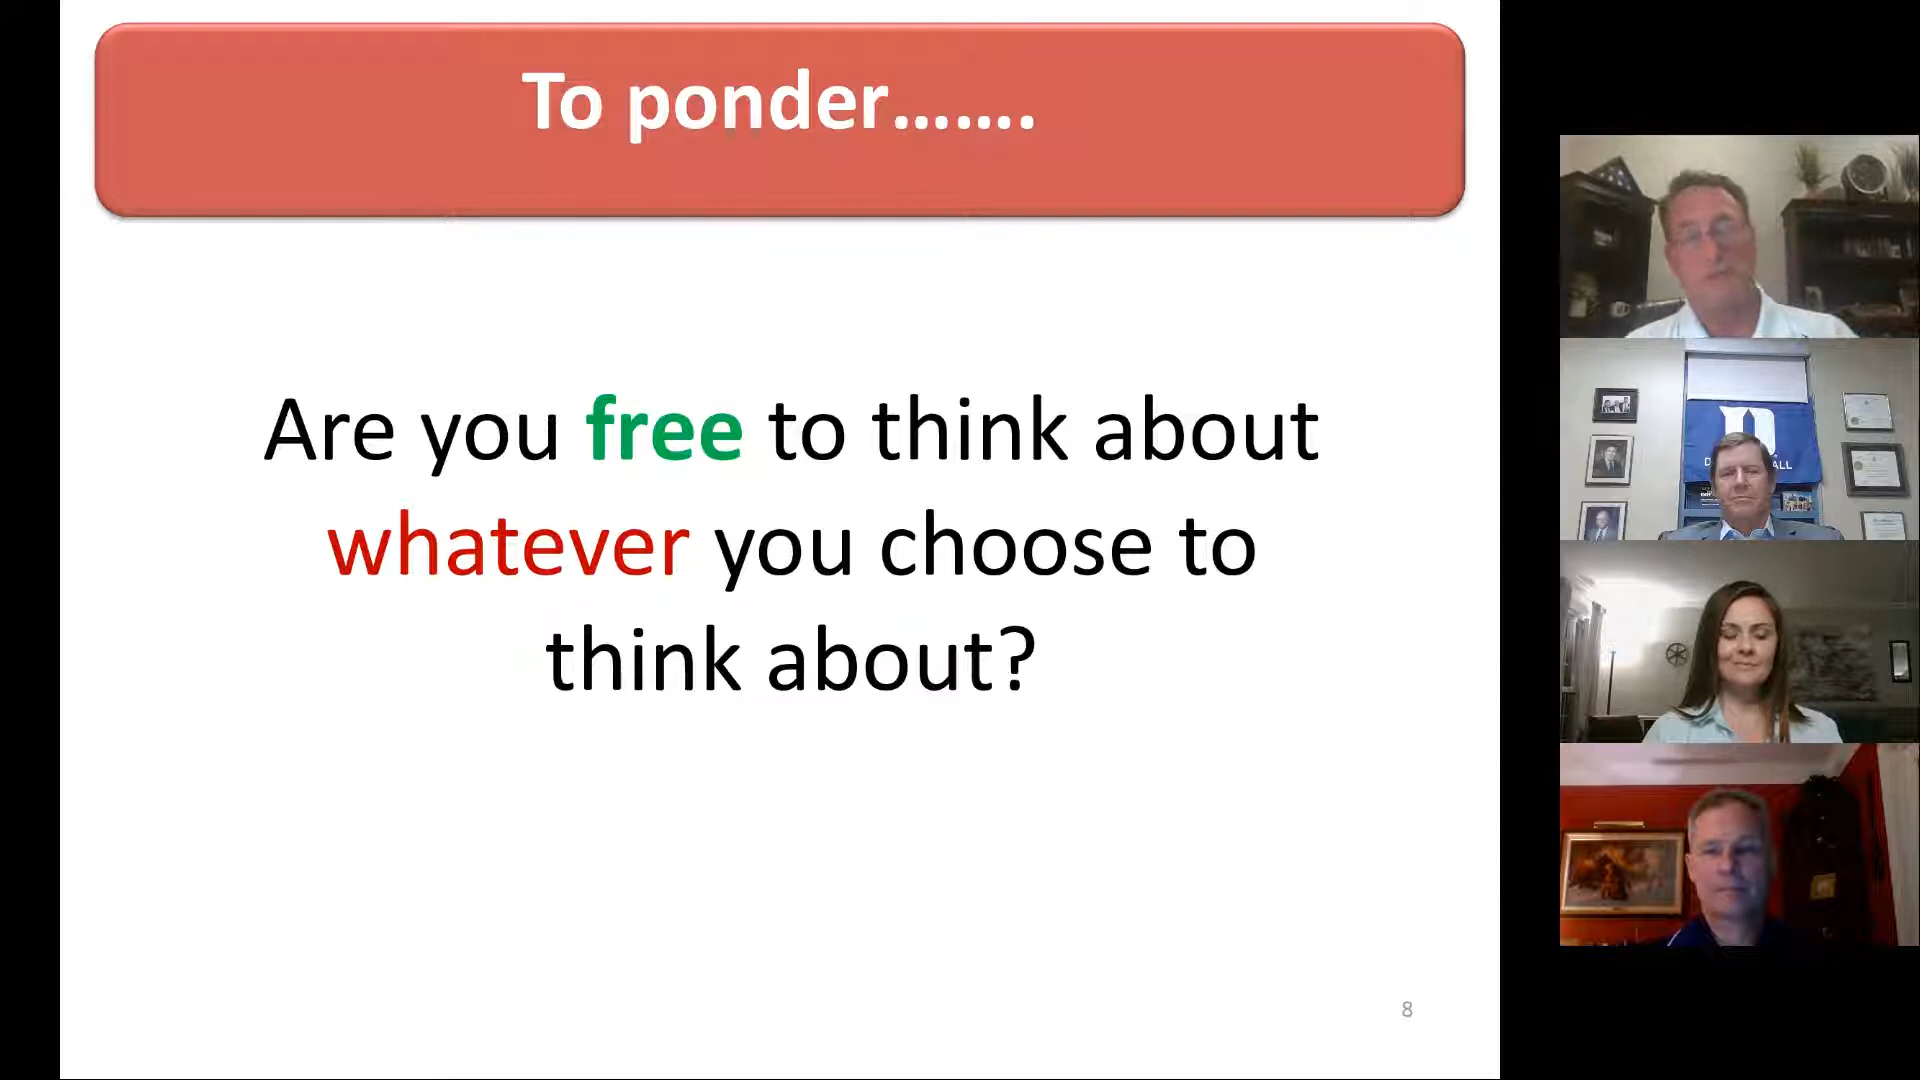 To ponder…….
Are you free to think about
whatever you choose to
think about?
8